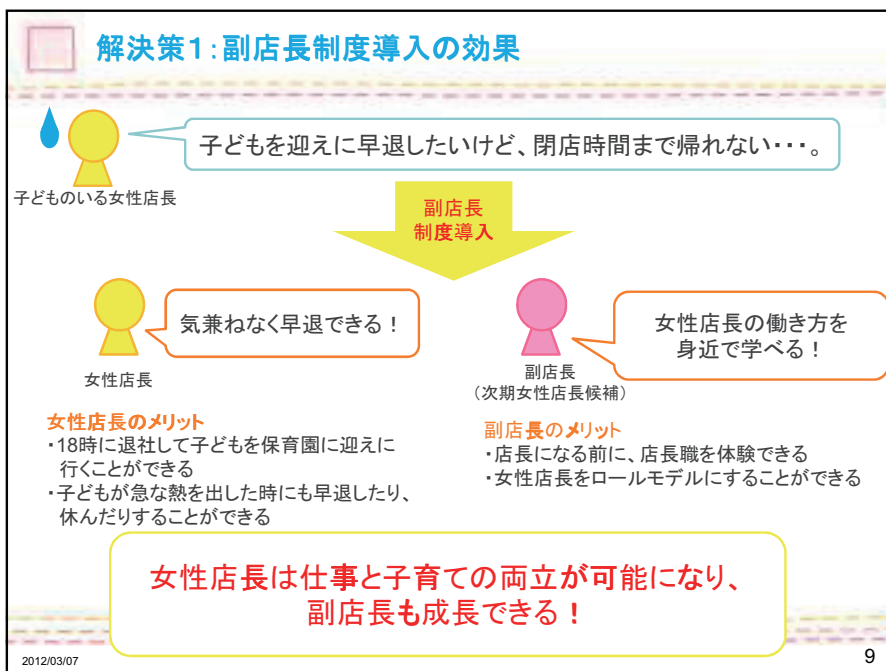 解決策1:副店長制度導入の効果
子どもを迎えに早退したいけど、閉店時間まで帰れない・・・。
子どものいる女性店長
副店長
制度導入
気兼ねなく早退できる！
女性店長
女性店長の働き方を
身近で学べる！
副店長
（次期女性店長候補）
女性店長のメリット
・18時に退社して子どもを保育園に迎えに
行くことができる
・子どもが急な熱を出した時にも早退したり、
休んだりすることができる
副店長のメリット
・店長になる前に、店長職を体験できる
・女性店長をロールモデルにすることができる
女性店長は仕事と子育ての両立が可能になり、
副店長も成長できる！
2012/03/07
9